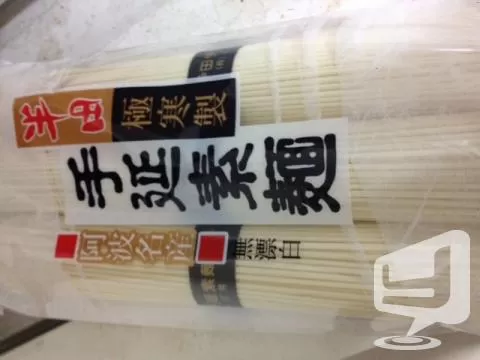 半田
極寒製
手延素麺
阿波名産
無漂白